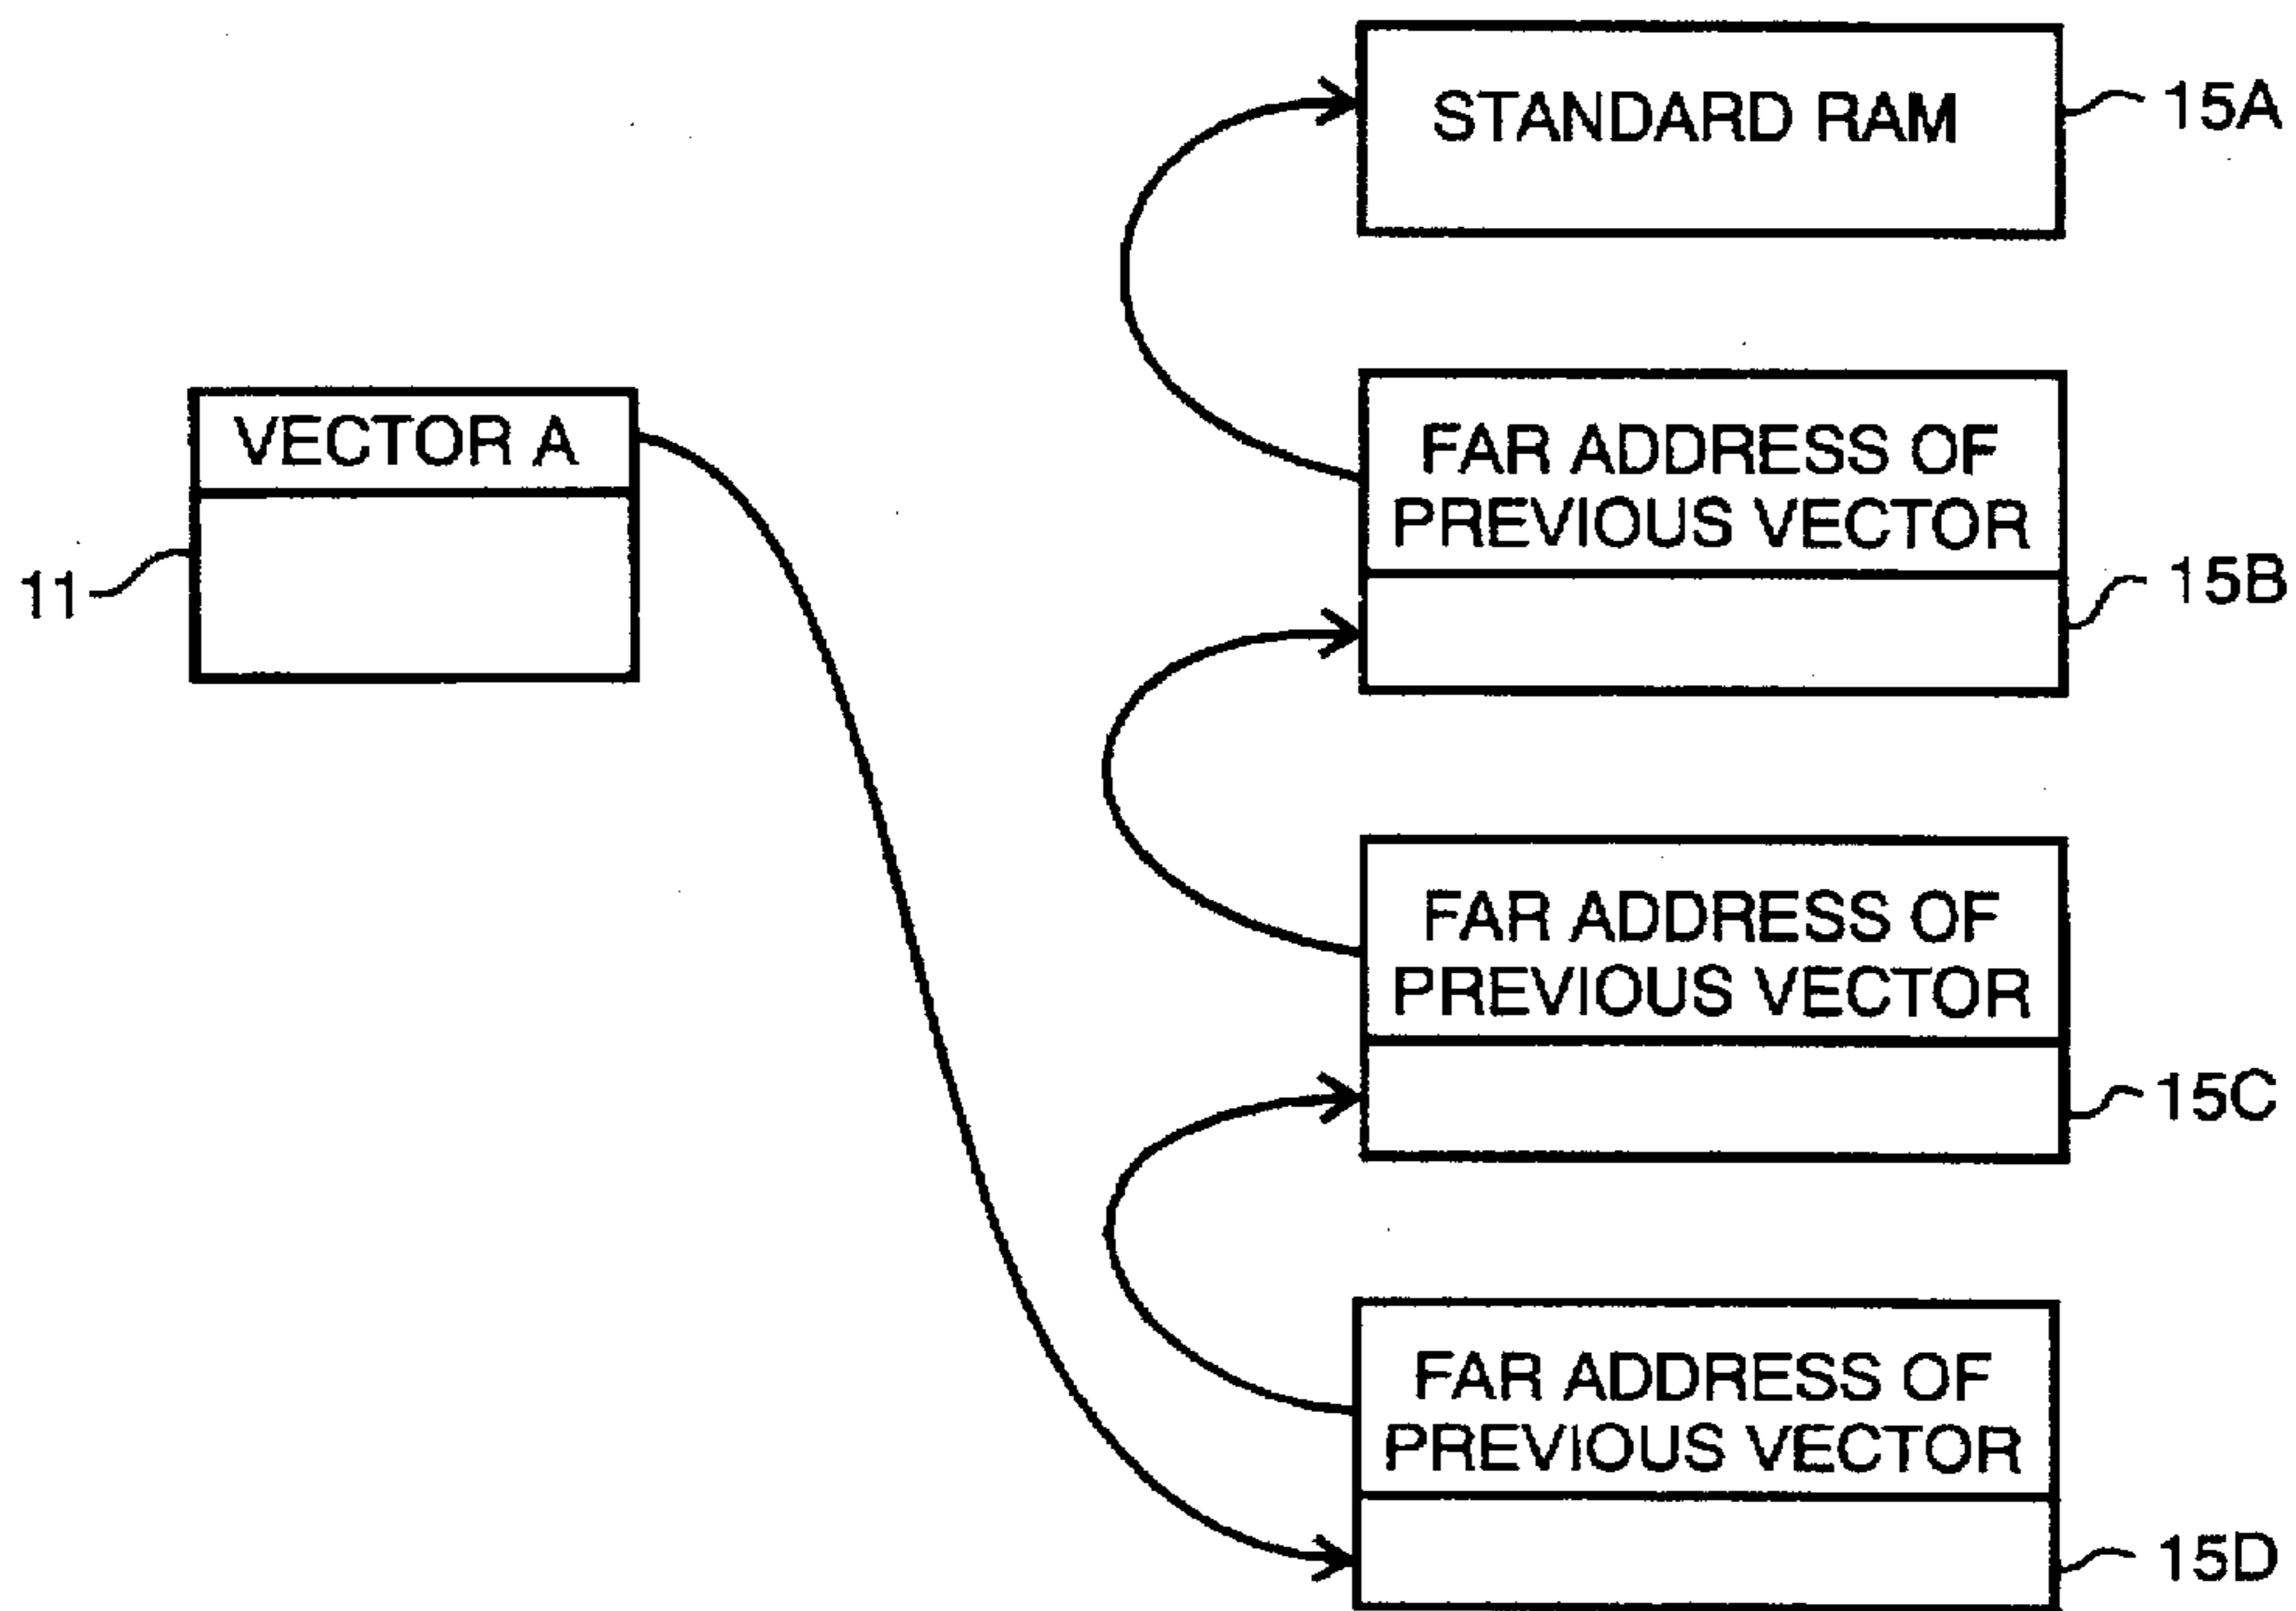 STANDARD RAM
15A
VECTOR A
11
FAR ADDRESS OF
PREVIOUS VECTOR
15B
FAR ADDRESS OF
PREVIOUS VECTOR
15C
FAR ADDRESS OF
PREVIOUS VECTOR
15D